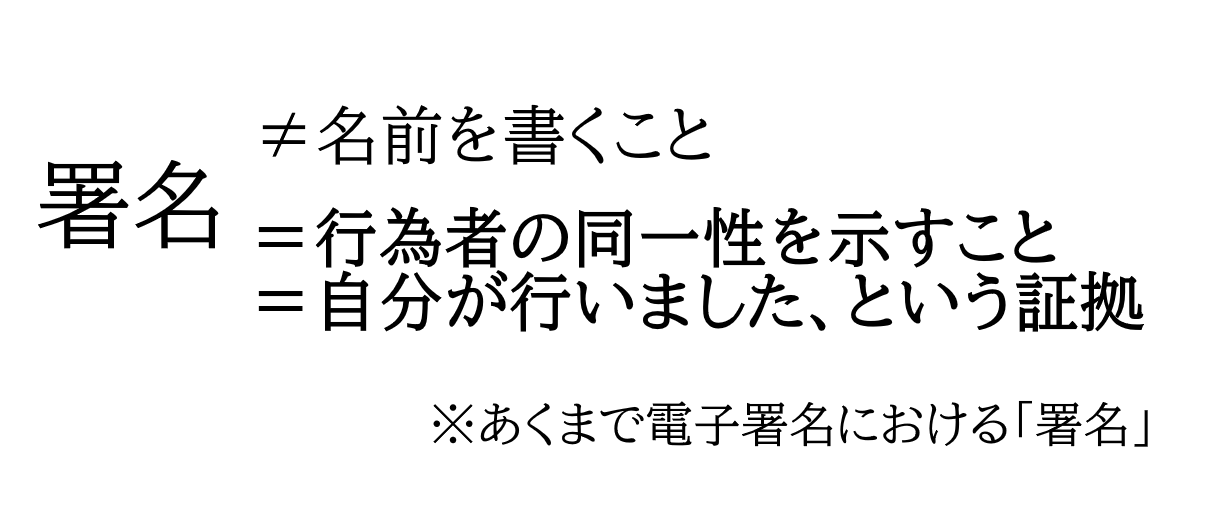 署名
≠名前を書くこと
=行為者の同一性を示すこと
=自分が行いました、という証拠
※あくまで電子署名における「署名」